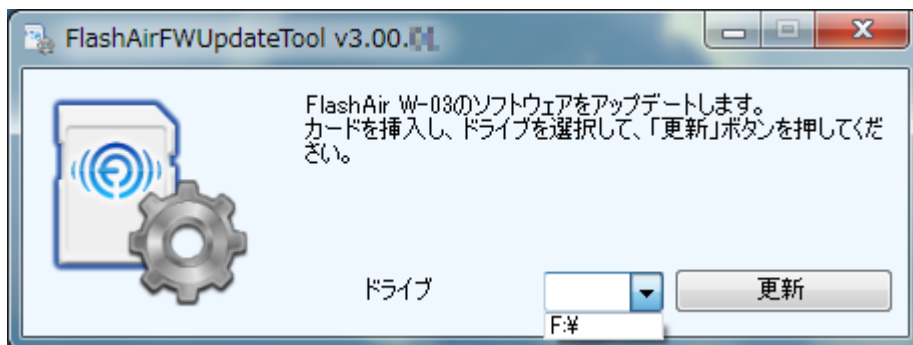 FlashAirFWUpdateTool v3.00.
FlashAir W-03のソフトウェアをアップデートします。
カードを挿入し、ドライブを選択して、「更新」ボタンを押してくだ
さい。
ドライブ
更新
F:¥